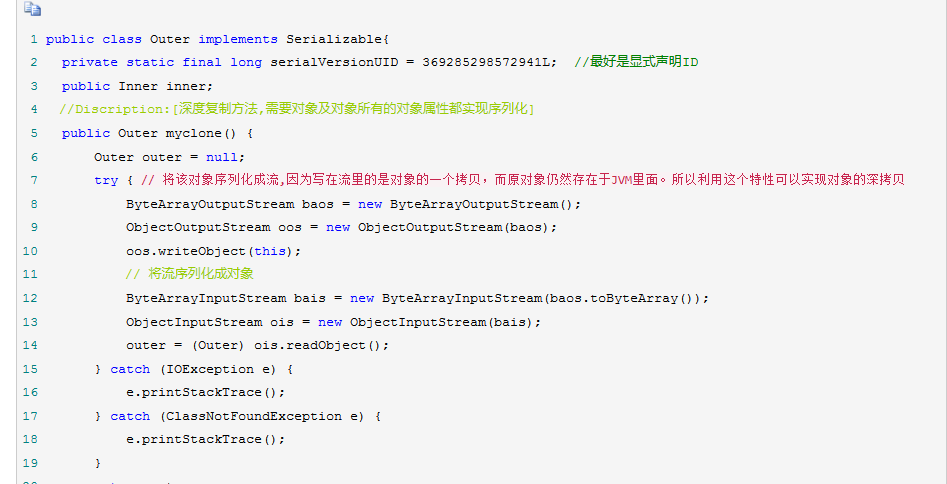 1 public class Outer implements Serializable{
2 private static final long serialVersionUID = 369285298572941L; //最好是显式声明ID
3 public Inner inner;
4 //Discription:[深度复制方法,需要对象及对象所有的对象属性都实现序列化]
5 public Outer myclone() {
6 Outer outer = null;
7 try { // 将该对象序列化成流,因为写在流里的是对象的一个拷贝，而原对象仍然存在于JVM里面。所以利用这个特性可以实现对象的深拷贝
8 ByteArrayOutputStream baos = new ByteArrayOutputStream();
9 ObjectOutputStream oos = new ObjectOutputStream(baos);
10 oos.writeObject(this);
11 // 将流序列化成对象
12 ByteArrayInputStream bais = new ByteArrayInputStream(baos.toByteArray());
13 ObjectInputStream ois = new ObjectInputStream(bais);
14 outer = (Outer) ois.readObject();
15 } catch (IOException e) {
16 e.printStackTrace();
17 } catch (ClassNotFoundException e) {
18 e.printStackTrace();
19 }